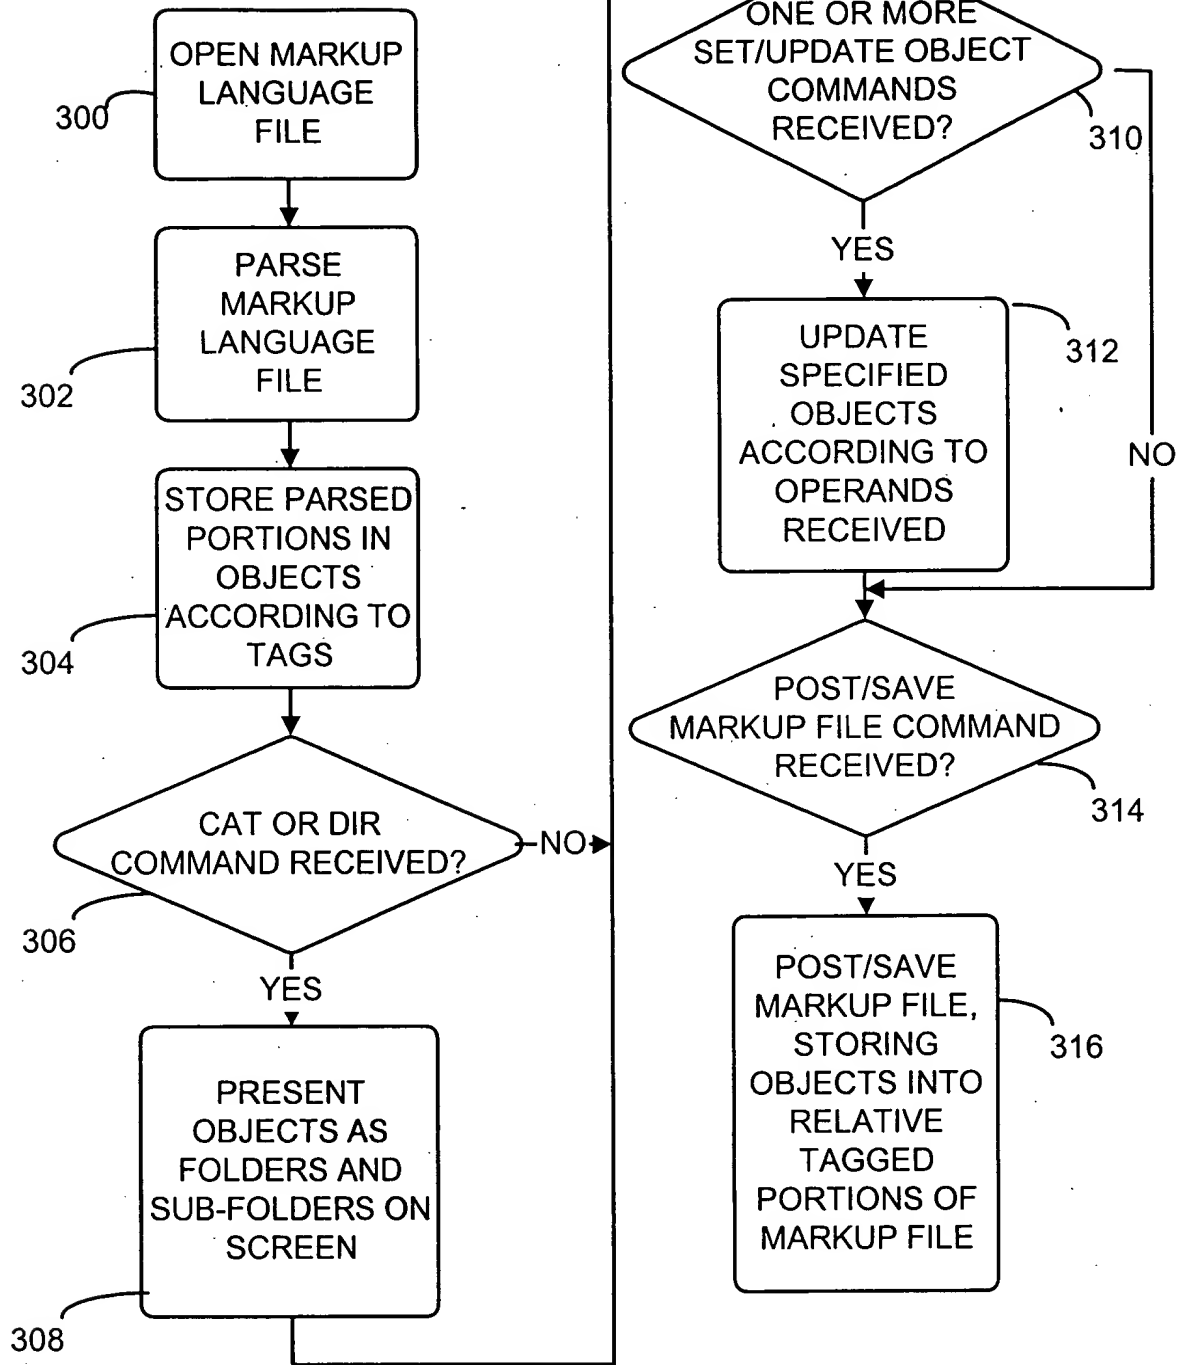 OPEN MARKUP
LANGUAGE
FILE
300
PARSE
MARKUP
LANGUAGE
FILE
302
STORE PARSED
PORTIONS IN
OBJECTS
ACCORDING TO
TAGS
304
CAT OR DIR
COMMAND RECEIVED?
NO
306
YES
PRESENT
OBJECTS AS
FOLDERS AND
SUB-FOLDERS ON
SCREEN
308
ONE OR MORE
SET/UPDATE OBJECT
COMMANDS
RECEIVED?
310
YES
NO
UPDATE
SPECIFIED
OBJECTS
ACCORDING TO
OPERANDS
RECEIVED
312
POST/SAVE
MARKUP FILE COMMAND
RECEIVED?
314
YES
POST/SAVE
MARKUP FILE,
STORING
OBJECTS INTO
RELATIVE
TAGGED
PORTIONS OF
MARKUP FILE
316